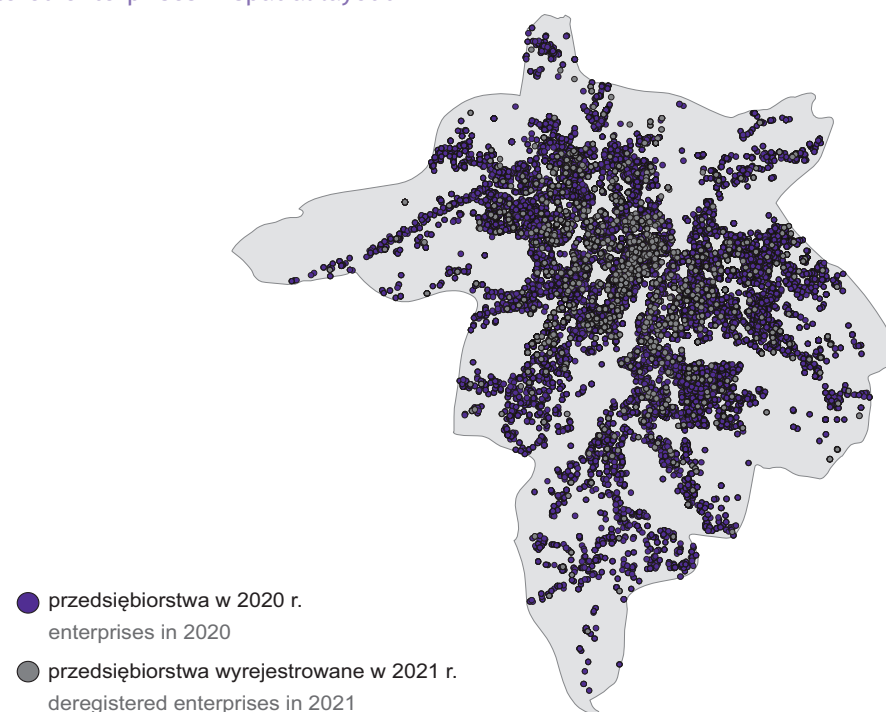 przedsiębiorstwa w 2020 r.
enterprises in 2020
przedsiębiorstwa wyrejestrowane w 2021 r.
deregistered enterprises in 2021